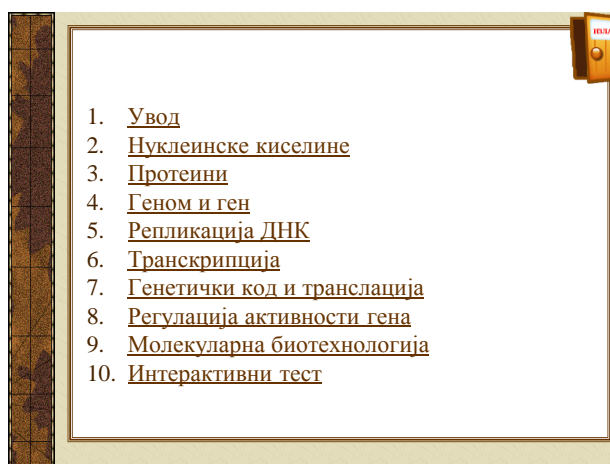 1. Увод
2. Нуклеинске киселине
3. Протеини
4. Геном и ген
5. Репликација ДНК
6. Транскрипција
7. Генетички код и транслација
8. Регулација активности гена
9. Молекуларна биотехнологија
10. Интерактивни тест